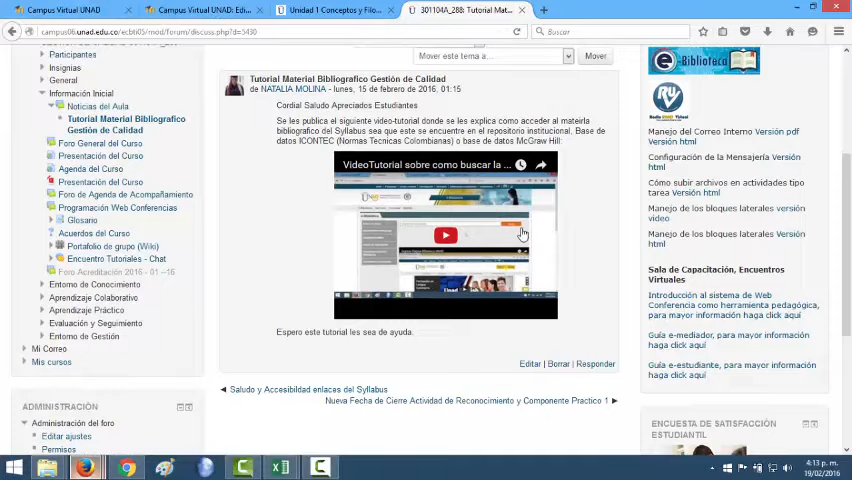 Campus Virtual UNAD
Campus Virtual UNAD: Edi...
Unidad 1 Conceptos y Filo...
301104A_288: Tutorial Mat...
campus06.unad.edu.co/ecbti05/mod/forum/discuss.php?d=5430
Buscar
Participantes
Insignias
General
Información Inicial
Noticias del Aula
Tutorial Material Bibliografico
Gestión de Calidad
Foro General del Curso
Presentación del Curso
Agenda del Curso
Presentación del Curso
Foro de Agenda de Acompañamiento
Programación Web Conferencias
Glosario
Acuerdos del Curso
Portafolio de grupo (Wiki)
Encuentro Tutoriales - Chat
Foro Acreditación 2016 - 01 --16
Entorno de Conocimiento
Aprendizaje Colaborativo
Aprendizaje Práctico
Evaluación y Seguimiento
Entorno de Gestión
Mi Correo
Mis cursos
ADMINISTRACIÓN
Administración del foro
Editar ajustes
Permisos
Mover este tema a...
Mover
Tutorial Material Bibliografico Gestión de Calidad
de NATALIA MOLINA - lunes, 15 de febrero de 2016, 01:15
Cordial Saludo Apreciados Estudiantes
Se les publica el siguiente video-tutorial donde se les explica como acceder al mateirla
bibliografico del Syllabus sea que este se encuentre en el repositorio institucional, Base de
datos ICONTEC (Normas Tecnicas Colombianas) o base de datos McGraw Hill:
VideoTutorial sobre como buscar la ...
Espero este tutorial les sea de ayuda.
Editar | Borrar | Responder
Saludo y Accesibildad enlaces del Syllabus
Nueva Fecha de Cierre Actividad de Reconocimiento y Componente Practico 1
e-Biblioteca
Manejo del Correo Interno Versión pdf
Versión html
Configuración de la Mensajería Versión
html
Cómo subir archivos en actividades tipo
tarea Versión html
Manejo de los bloques laterales versión
video
Manejo de los bloques laterales Versión
html
Sala de Capacitación, Encuentros
Virtuales
Introducción al sistema de Web
Conferencia como herramienta pedagógica,
para mayor información haga click aquí
Guía e-mediador, para mayor información
haga click aquí
Guía e-estudiante, para mayor información
haga click aquí
ENCUESTA DE SATISFACCIÓN
ESTUDIANTIL
4:13 p. m.
19/02/2016